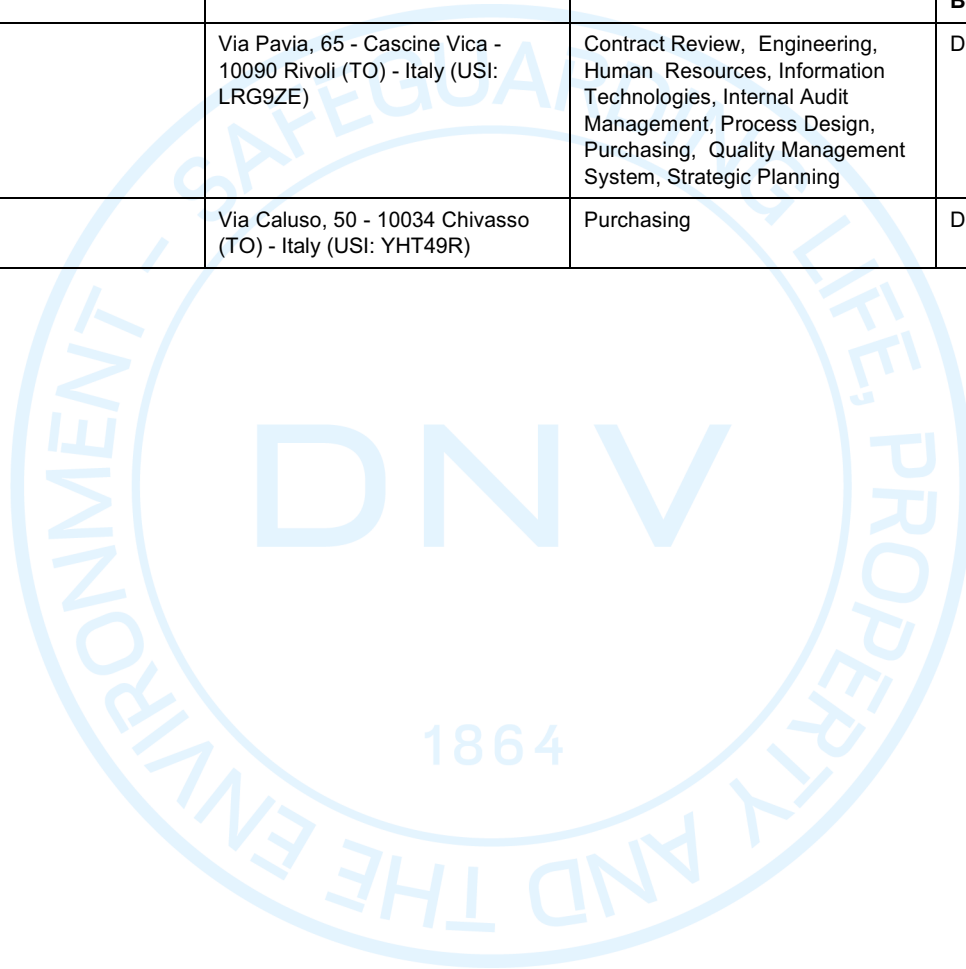 B
Via Pavia, 65 - Cascine Vica -
10090 Rivoli (TO) - Italy (USI:
LRG9ZE)
Contract Review, Engineering,
Human Resources, Information
Technologies, Internal Audit
Management, Process Design,
Purchasing, Quality Management
System, Strategic Planning
D
Via Caluso, 50 - 10034 Chivasso
(TO) - Italy (USI: YHT49R)
Purchasing
D
SAFEGUARDING LIFE, PROPERTY AND THE ENVIRONMENT -
DNV
1864